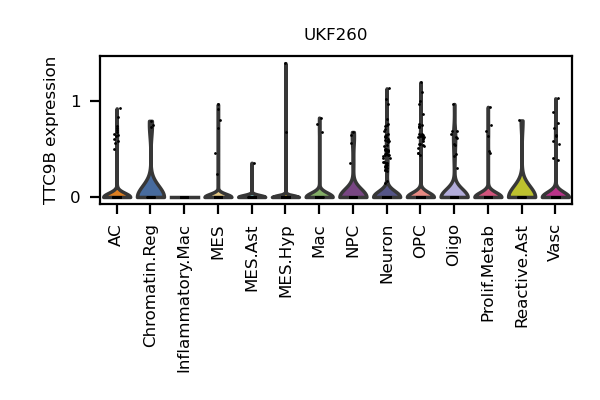 UKF260
TTC9B expression
1
0
AC
Chromatin.Reg
Inflammatory.Mac
MES
MES.Ast
MES.Hyp
Mac
NPC
Neuron
OPC
Oligo
Prolif.Metab
Reactive.Ast
Vasc